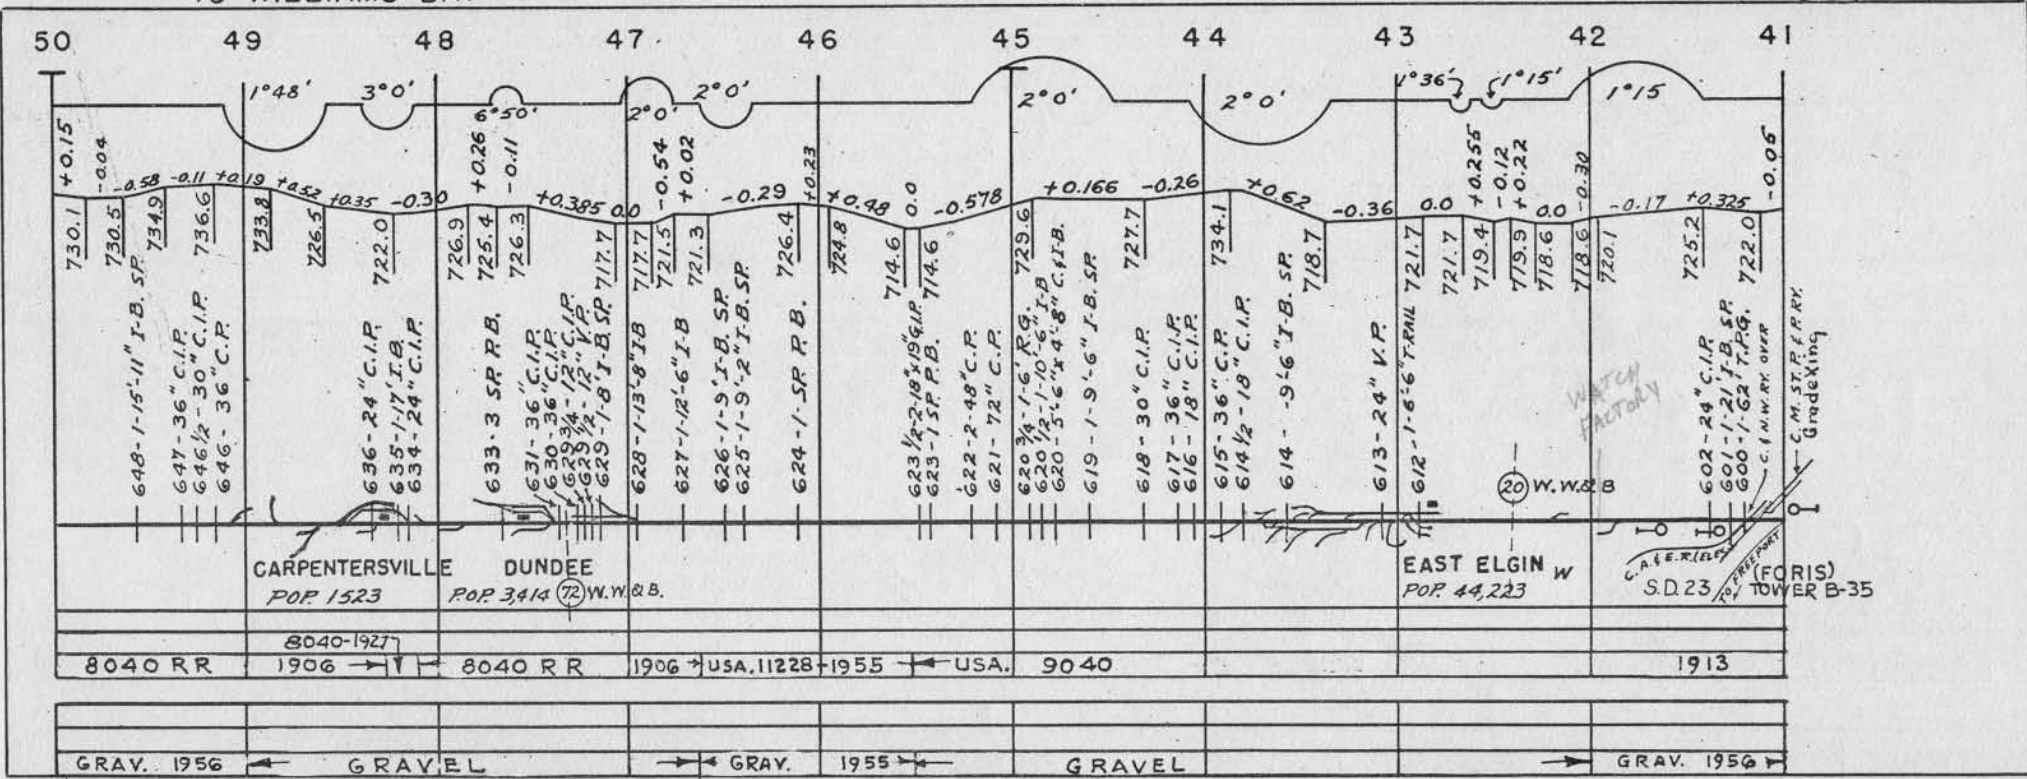 50 49 48 47 46 45 44 43 42 41
1°48' 3°0' 6°50' 2°0' 2°0' 2°0' 2°0' 1°36' 1°15' 1°15
+0.15 -0.04 -0.58 -0.11 +0.19 +0.52 +0.35 -0.30 +0.26 -0.11 +0.385 0.0 -0.54 +0.02 -0.29 +0.23 +0.48 0.0 -0.578 +0.166 -0.26 +0.62 -0.36 0.0 +0.255 -0.12 +0.22 0.0 -0.30 -0.17 +0.325 -0.05
730.1 730.5 734.9 736.6 733.8 726.5 722.0 726.9 725.4 726.3 717.7 717.7 721.5 721.3 726.4 724.8 714.6 714.6 729.6 727.7 734.1 718.7 721.7 721.7 719.4 719.9 718.6 718.6 720.1 725.2 722.0
648-1-15'-11" I-B. SP.
647-36" C.I.P.
646½-30" C.I.P.
646- 36" C.P.
636-24" C.I.P.
635-1-17' I.B.
634-24" C.I.P.
633-3 SP. P.B.
631-36" C.I.P.
630-36" C.I.P.
629¾-12" C.I.P.
629½-12" V.P.
629-1-8' I-B. SP.
628-1-13'-8" I-B
627-1-12'-6" I-B
626-1-9' I-B. SP.
625-1-9'-2" I-B. SP.
624-1-SP. P.B.
623½-2-18"x19" G.I.P.
623-1 SP. P.B.
622-2-48" C.P.
621-72" C.P.
620¾-1-6' R.G.
620½-1-10'-6" I-B
620-5'6"x4'-8" C.& I-B.
619-1-9'-6" I-B. SP.
618-30" C.I.P.
617-36" C.I.P.
616-18" C.I.P.
615-36" C.P.
614½-18" C.I.P.
614- -9'-6" I-B. SP.
613-24" V.P.
612-1-6'-6" T-RAIL
WATCH
FACTORY
602-24" C.I.P.
601-1-21' I-B. SP.
600-1-62' T.P.G.
C.& N.W.RY. OVER
C.M.ST.P.& P.RY.
Gradexing
20 W.W.& B
CARPENTERSVILLE
POP. 1523
DUNDEE
POP. 3,414 72 W.W.& B.
EAST ELGIN W
POP. 44,223
C.A.& E.R.(ELEC)
S.D. 23
TO FREEPORT
(FORIS)
TOWER B-35
8040-1927
8040 RR 1906 8040 RR 1906 USA.11228-1955 USA. 9040 1913
GRAV. 1956 GRAVEL GRAV. 1955 GRAVEL GRAV. 1956